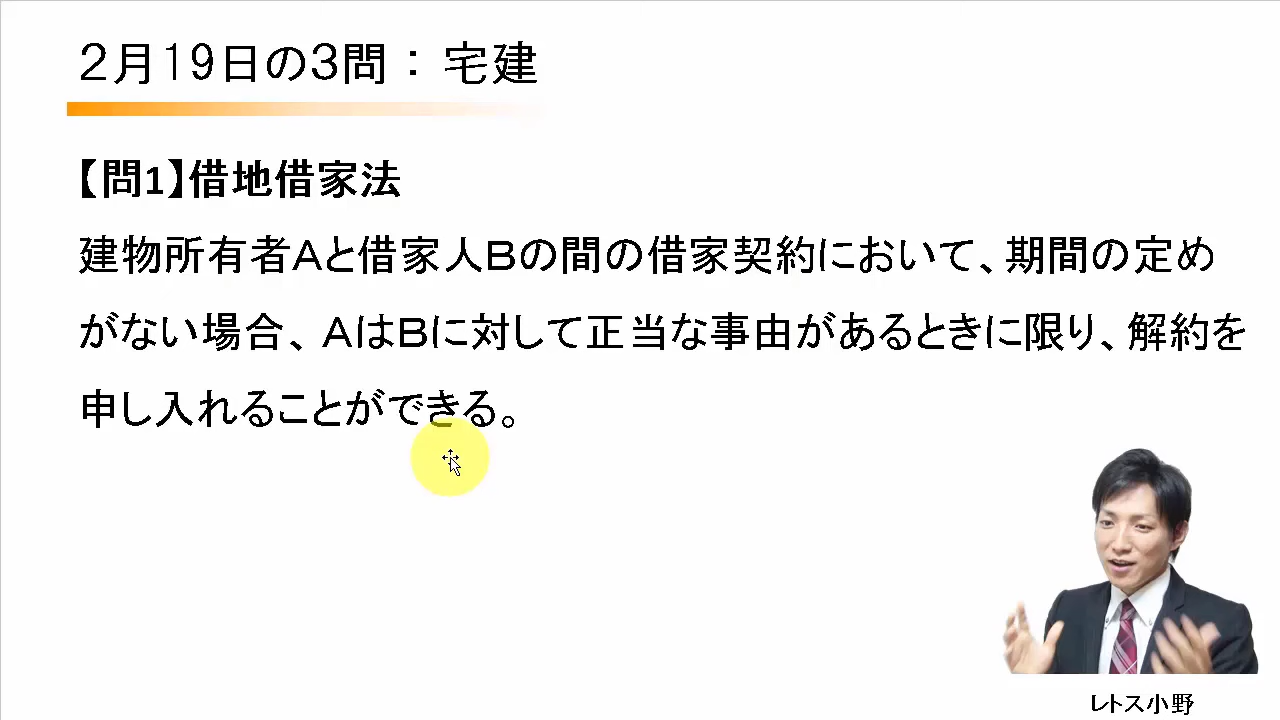 ２月19日の３問：宅建
【問1】借地借家法
建物所有者Ａと借家人Ｂの間の借家契約において、期間の定め
がない場合、ＡはＢに対して正当な事由があるときに限り、解約を
申し入れることができる。
レトス小野